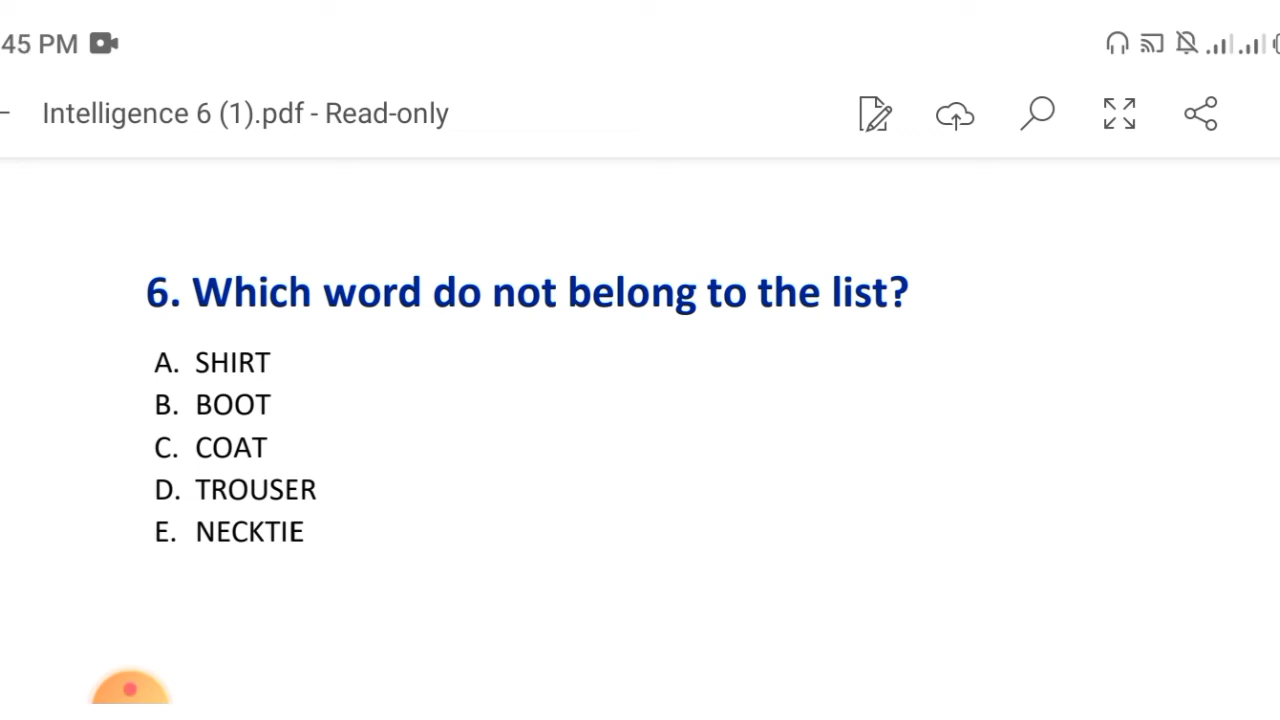 45 PM
Intelligence 6 (1).pdf - Read-only
6. Which word do not belong to the list?
A. SHIRT
B. BOOT
C. COAT
D. TROUSER
E. NECKTIE